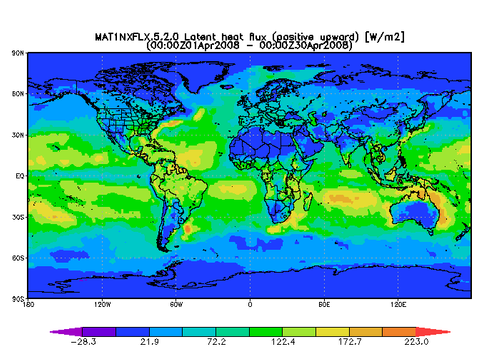 MAT1NXFLX.5.2.0 Latent heat flux (positive upward) [W/m2]
(00:00Z01Apr2008 - 00:00Z30Apr2008)
90N
60N
30N
EQ
30S
60S
90S
180 120W 60W 0 60E 120E
-28.3 21.9 72.2 122.4 172.7 223.0